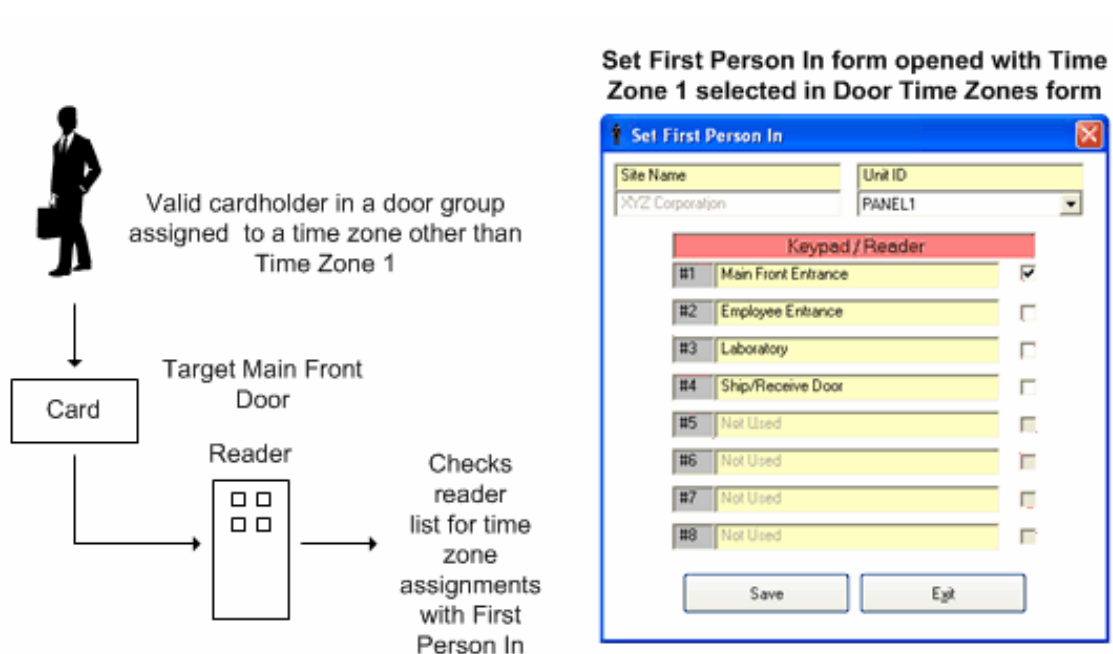 Set First Person In form opened with Time
Zone 1 selected in Door Time Zones form
Valid cardholder in a door group
assigned to a time zone other than
Time Zone 1
Target Main Front
Door
Card
Reader
Checks
reader
list for time
zone
assignments
with First
Person In
Set First Person In
Site Name
Unit ID
XYZ Corporation
PANEL1
Keypad / Reader
#1 Main Front Entrance
#2 Employee Entrance
#3 Laboratory
#4 Ship/Receive Door
#5 Not Used
#6 Not Used
#7 Not Used
#8 Not Used
Save
Exit